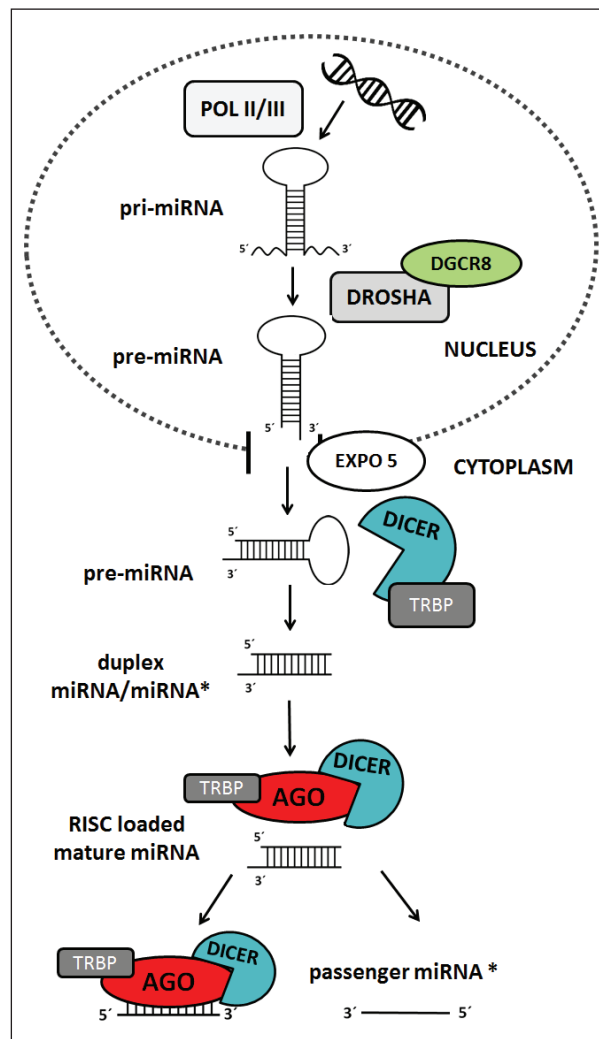 POL II/III
pri-miRNA
5´ 3´
DGCR8
DROSHA
pre-miRNA
NUCLEUS
5´ 3´
EXPO 5
CYTOPLASM
DICER
5´
pre-miRNA
3´
TRBP
duplex
miRNA/miRNA*
5´
3´
DICER
TRBP
AGO
RISC loaded
mature miRNA
5´
3´
DICER
TRBP
AGO
passenger miRNA *
5´ 3´
3´ 5´